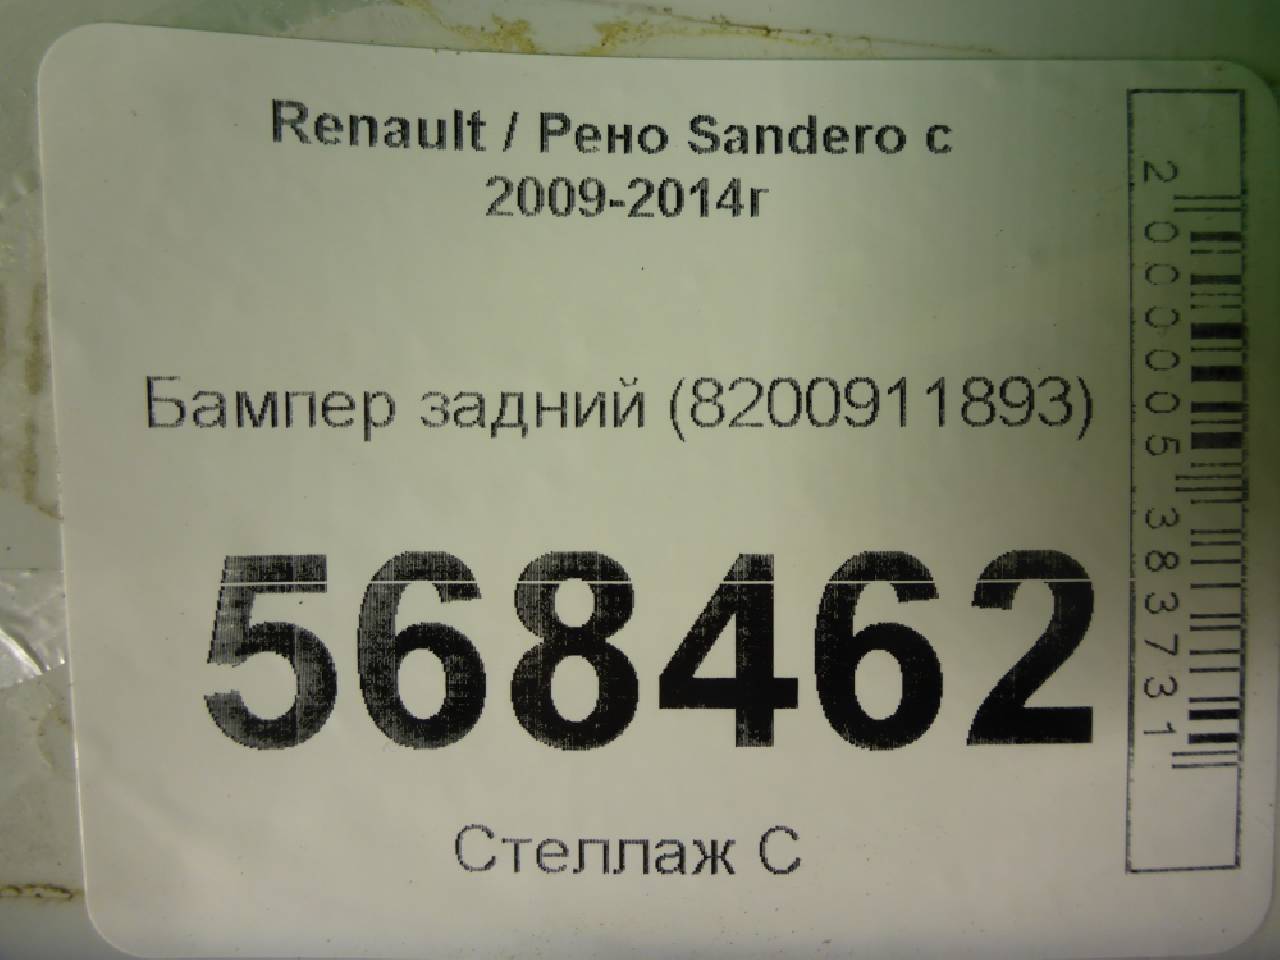 Renault / Рено Sandero с
2009-2014г
Бампер задний (8200911893)
568462
Стеллаж С
2000005383731